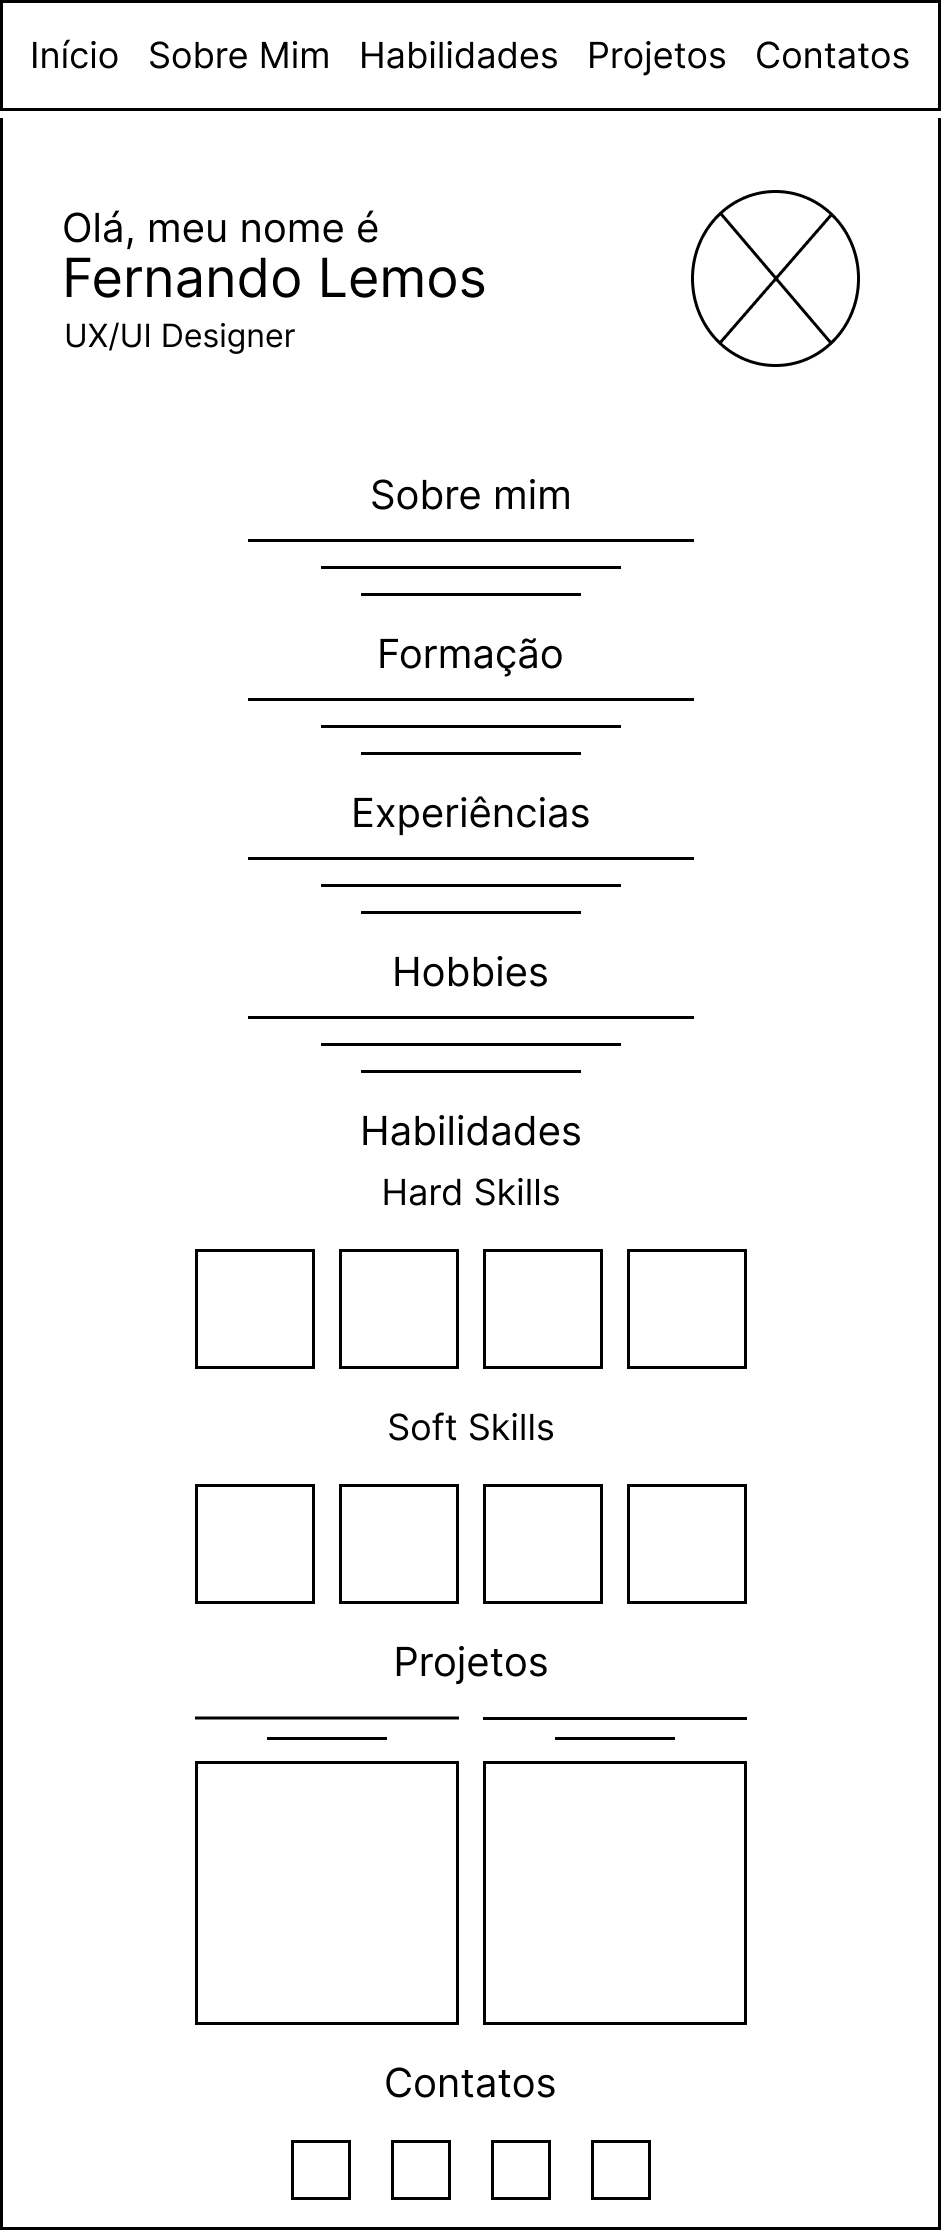 Início Sobre Mim Habilidades Projetos Contatos
Olá, meu nome é
Fernando Lemos
UX/UI Designer
Sobre mim
Formação
Experiências
Hobbies
Habilidades
Hard Skills
Soft Skills
Projetos
Contatos